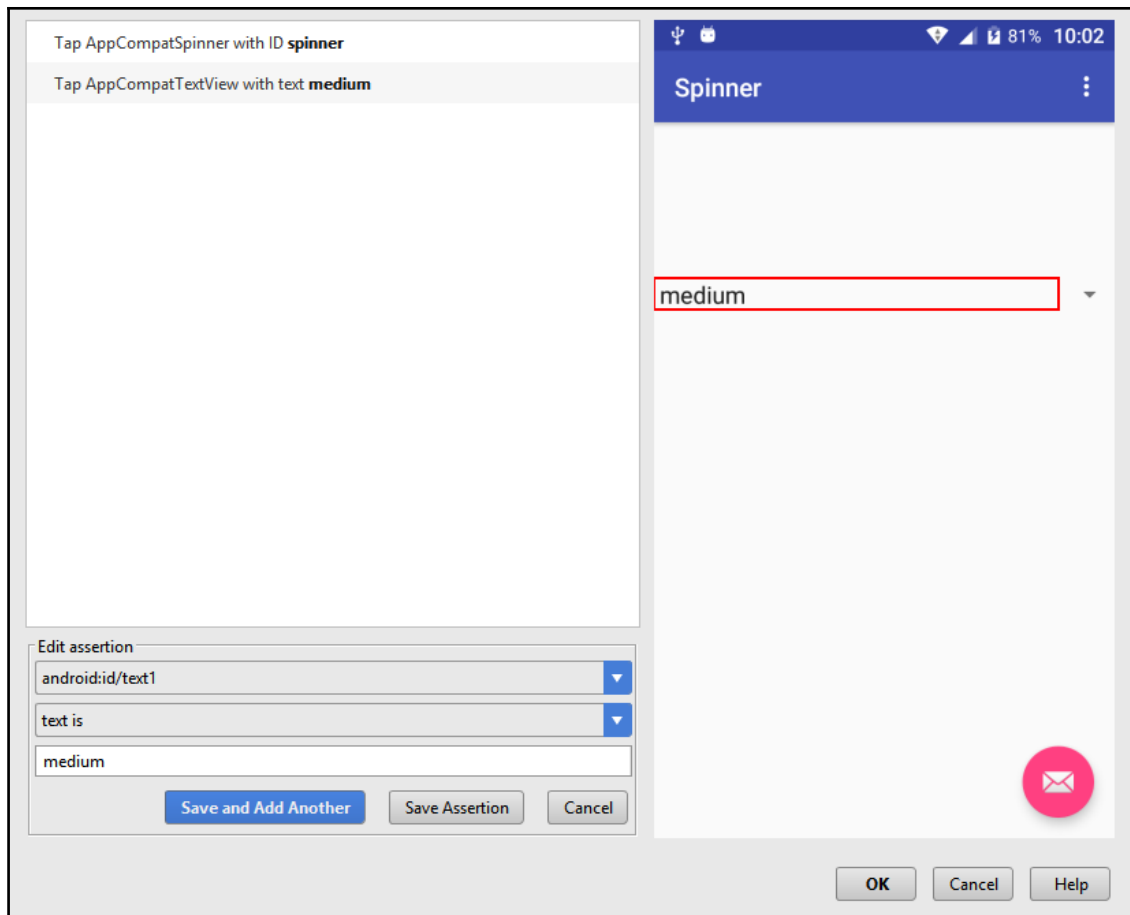 Tap AppCompatSpinner with ID spinner
Tap AppCompatTextView with text medium
Edit assertion
android:id/text1
text is
medium
Save and Add Another
Save Assertion
Cancel
81% 10:02
Spinner
medium
OK
Cancel
Help